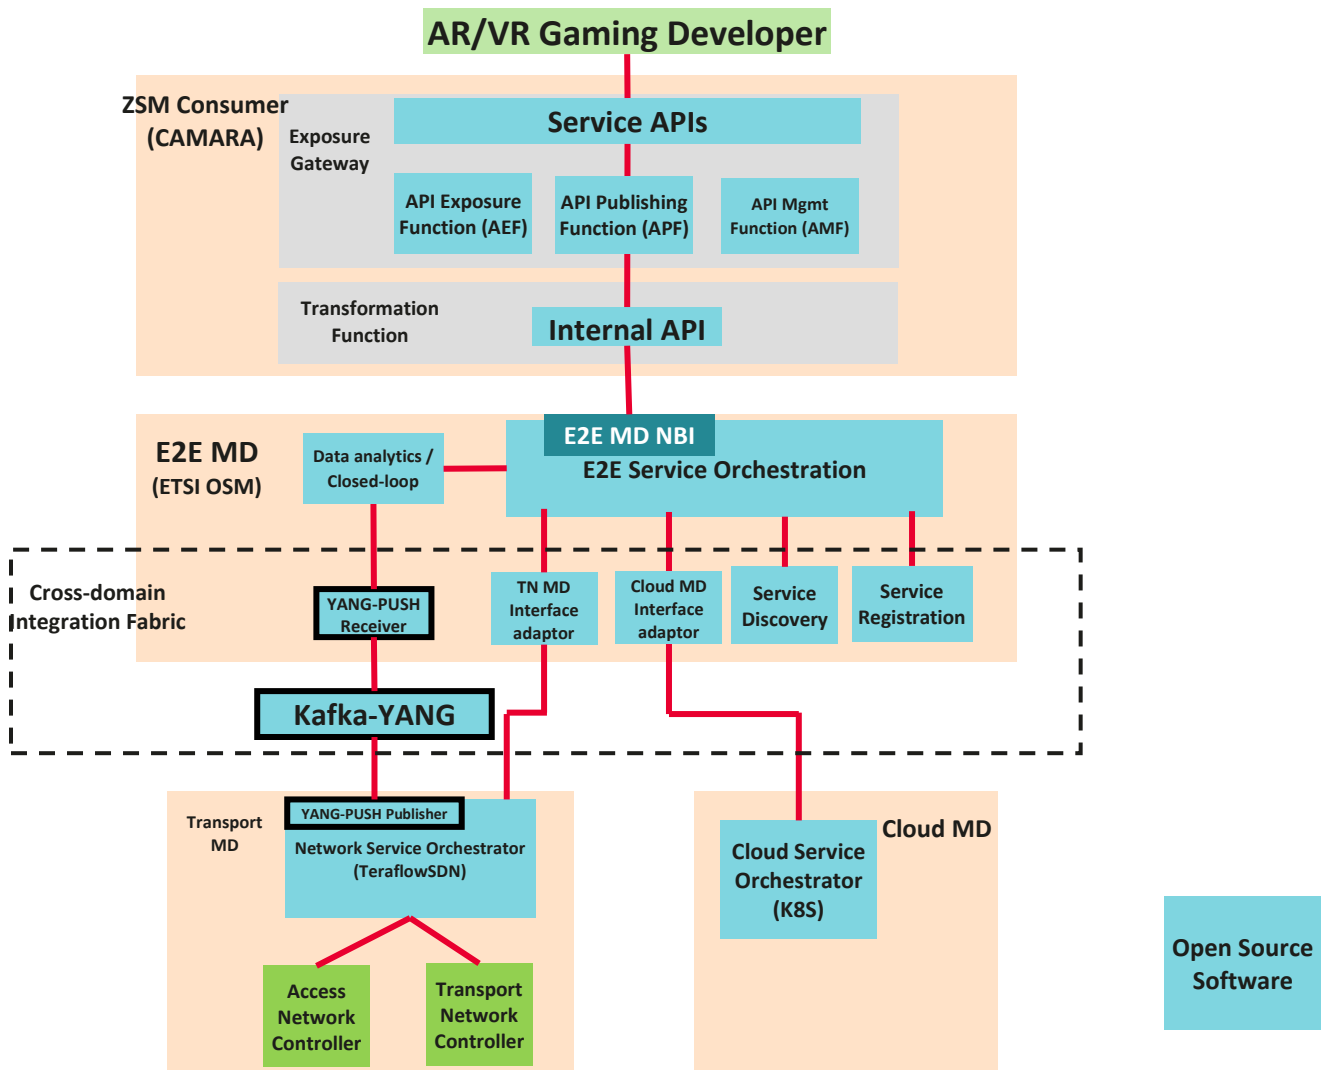 AR/VR Gaming Developer
ZSM Consumer
(CAMARA)
Exposure
Gateway
Service APIs
API Exposure
Function (AEF)
API Publishing
Function (APF)
API Mgmt
Function (AMF)
Transformation
Function
Internal API
E2E MD
(ETSI OSM)
Data analytics /
Closed-loop
E2E MD NBI
E2E Service Orchestration
Cross-domain
Integration Fabric
YANG-PUSH
Receiver
TN MD
Interface
adaptor
Cloud MD
Interface
adaptor
Service
Discovery
Service
Registration
Kafka-YANG
Transport
MD
YANG-PUSH Publisher
Network Service Orchestrator
(TeraflowSDN)
Access
Network
Controller
Transport
Network
Controller
Cloud MD
Cloud Service
Orchestrator
(K8S)
Open Source
Software